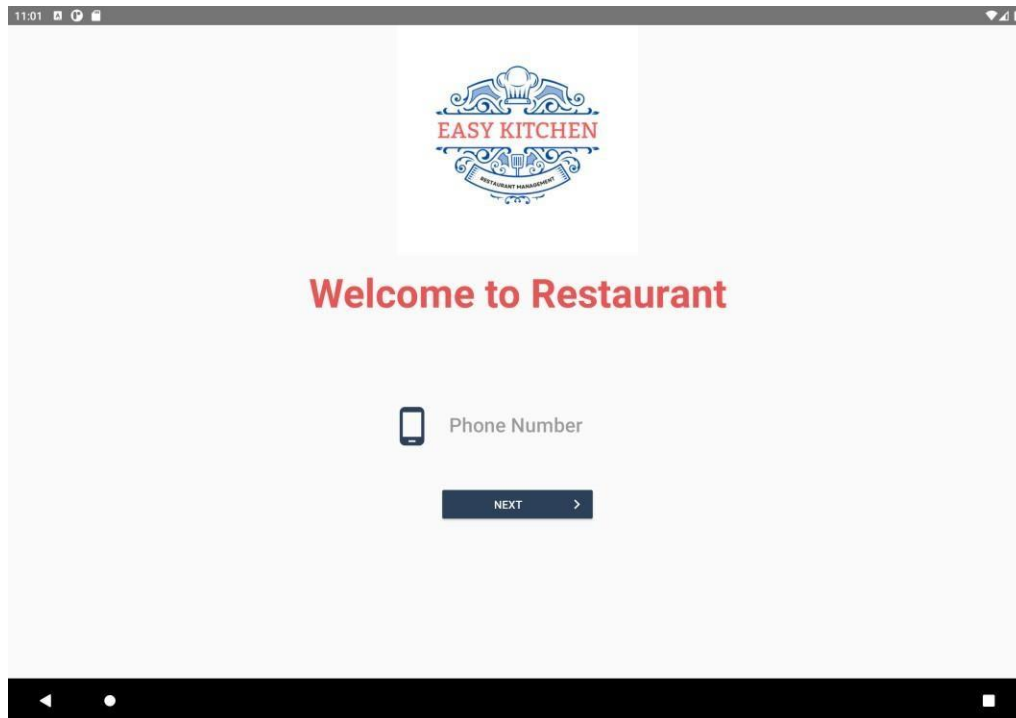 11:01
EASY KITCHEN
RESTAURANT MANAGEMENT
Welcome to Restaurant
Phone Number
NEXT